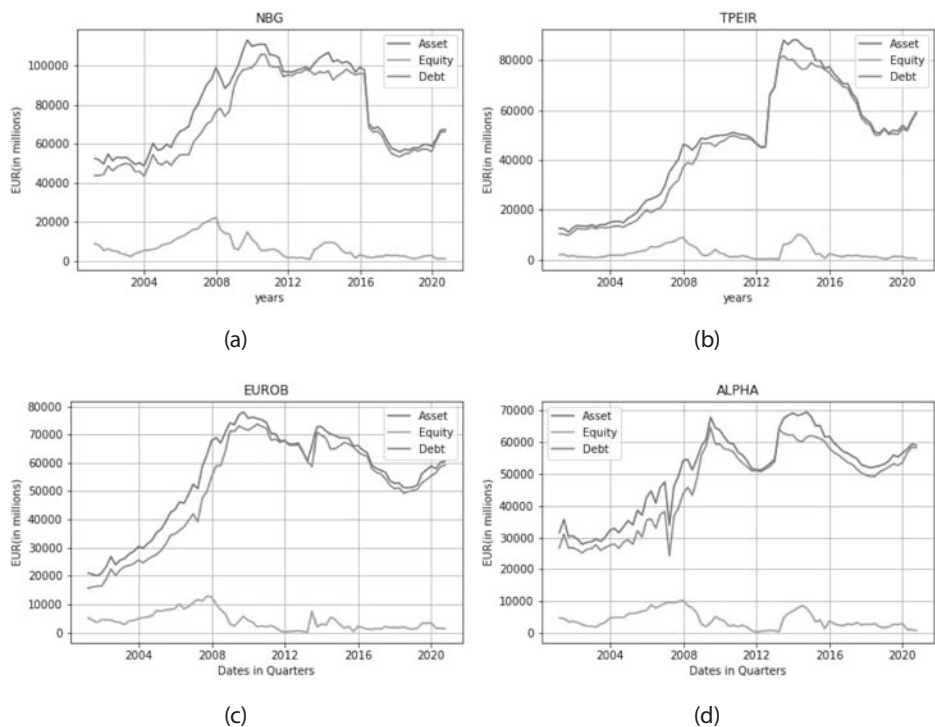 NBG
EUR(in millions)
100000
80000
60000
40000
20000
0
Asset
Equity
Debt
2004 2008 2012 2016 2020
years
(a)
TPEIR
EUR(in millions)
80000
60000
40000
20000
0
Asset
Equity
Debt
2004 2008 2012 2016 2020
years
(b)
EUROB
EUR(in millions)
80000
70000
60000
50000
40000
30000
20000
10000
0
Asset
Equity
Debt
2004 2008 2012 2016 2020
Dates in Quarters
(c)
ALPHA
EUR(in millions)
70000
60000
50000
40000
30000
20000
10000
0
Asset
Equity
Debt
2004 2008 2012 2016 2020
Dates in Quarters
(d)